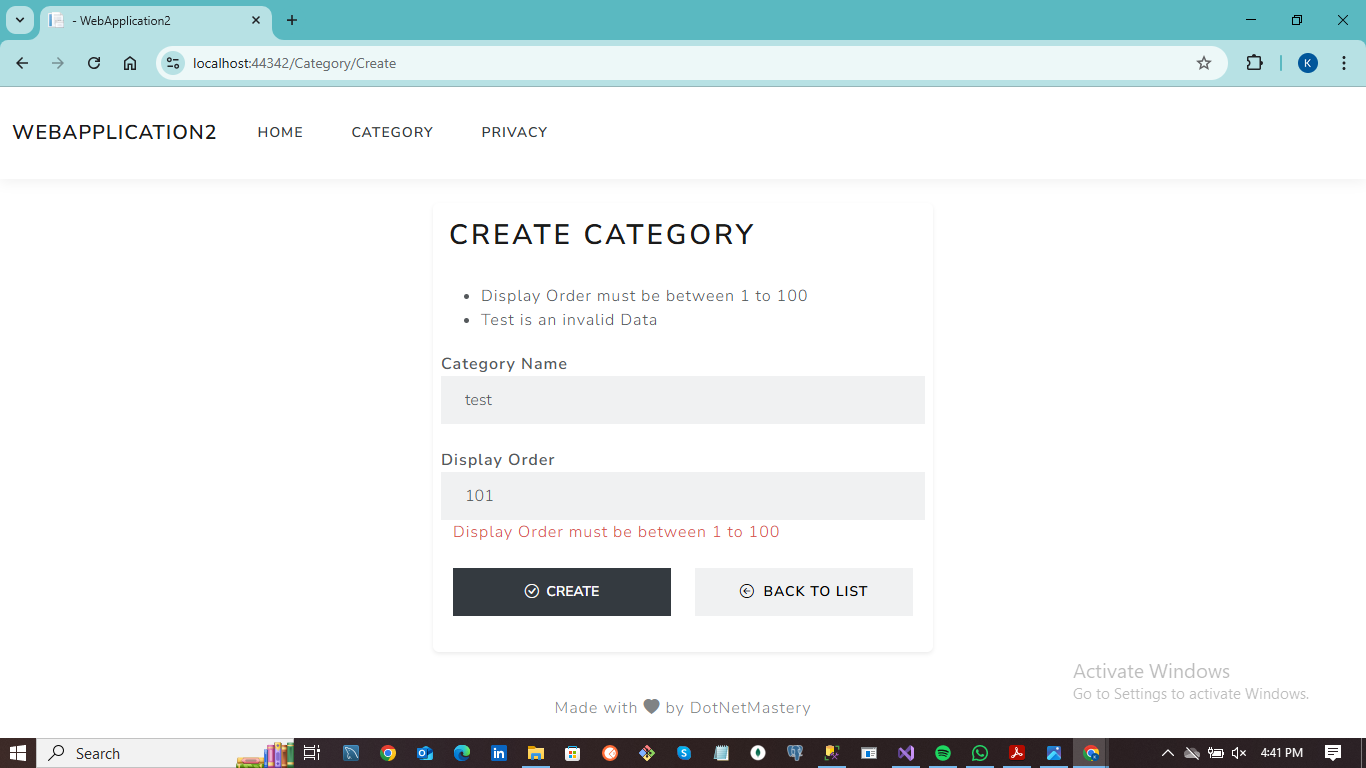 - WebApplication2
localhost:44342/Category/Create
K
WEBAPPLICATION2 HOME CATEGORY PRIVACY
CREATE CATEGORY
• Display Order must be between 1 to 100
• Test is an invalid Data
Category Name
test
Display Order
101
Display Order must be between 1 to 100
CREATE BACK TO LIST
Activate Windows
Go to Settings to activate Windows.
Made with by DotNetMastery
Search
4:41 PM